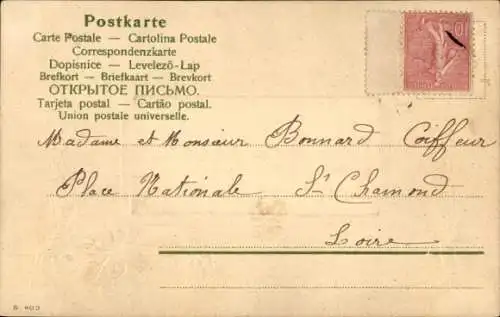 Postkarte
Carte Postale — Cartolina Postale
Correspondenzkarte
Dopisnice — Levelező-Lap
Brefkort — Briefkaart — Brevkort
ОТКРЫТОЕ ПИСЬМО.
Tarjeta postal — Cartão postal.
Union postale universelle.
10
Madame et Monsieur Bonnard Coiffeur
Place Nationale St Chamond
Loire